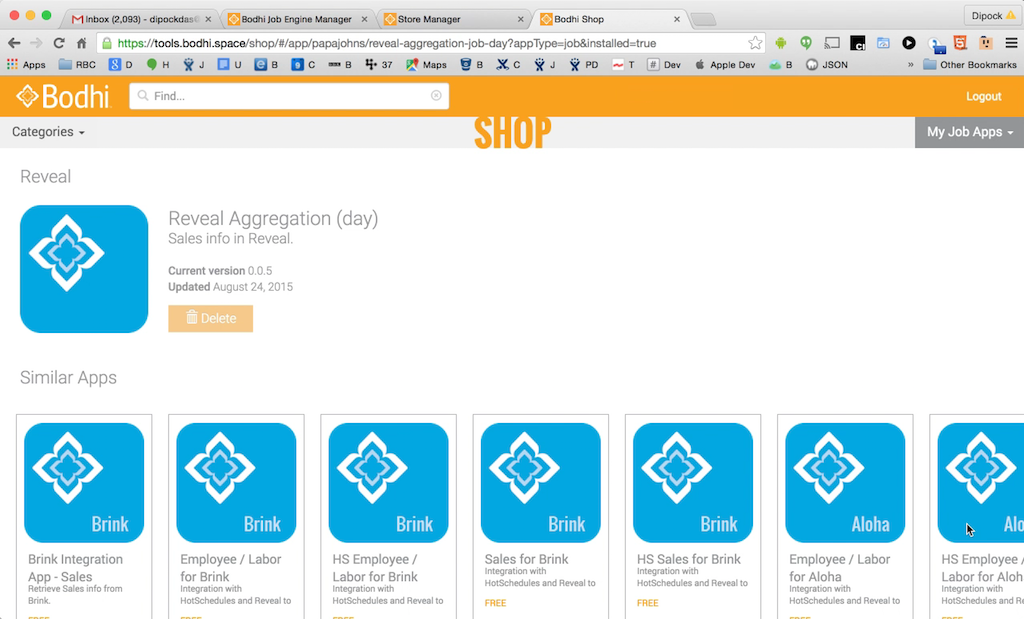 Inbox (2,093) - dipockdas@
Bodhi Job Engine Manager
Store Manager
Bodhi Shop
Dipock
https://tools.bodhi.space/shop/#/app/papajohns/reveal-aggregation-job-day?appType=job&installed=true
Apps RBC D H J U B C B 37 Maps B C J PD T Dev Apple Dev B JSON » Other Bookmarks
Bodhi
Find...
Logout
Categories
SHOP
My Job Apps
Reveal
Reveal Aggregation (day)
Sales info in Reveal.
Current version 0.0.5
Updated August 24, 2015
Delete
Similar Apps
Brink
Brink Integration
App - Sales
Retrieve Sales info from
Brink.
FREE
Brink
Employee / Labor
for Brink
Integration with
HotSchedules and Reveal to
FREE
Brink
HS Employee /
Labor for Brink
Integration with
HotSchedules and Reveal to
FREE
Brink
Sales for Brink
Integration with
HotSchedules and Reveal to
FREE
Brink
HS Sales for Brink
Integration with
HotSchedules and Reveal to
FREE
Aloha
Employee / Labor
for Aloha
Integration with
HotSchedules and Reveal to
FREE
Alo
HS Employee /
Labor for Aloh
Integration with
HotSchedules and
FREE